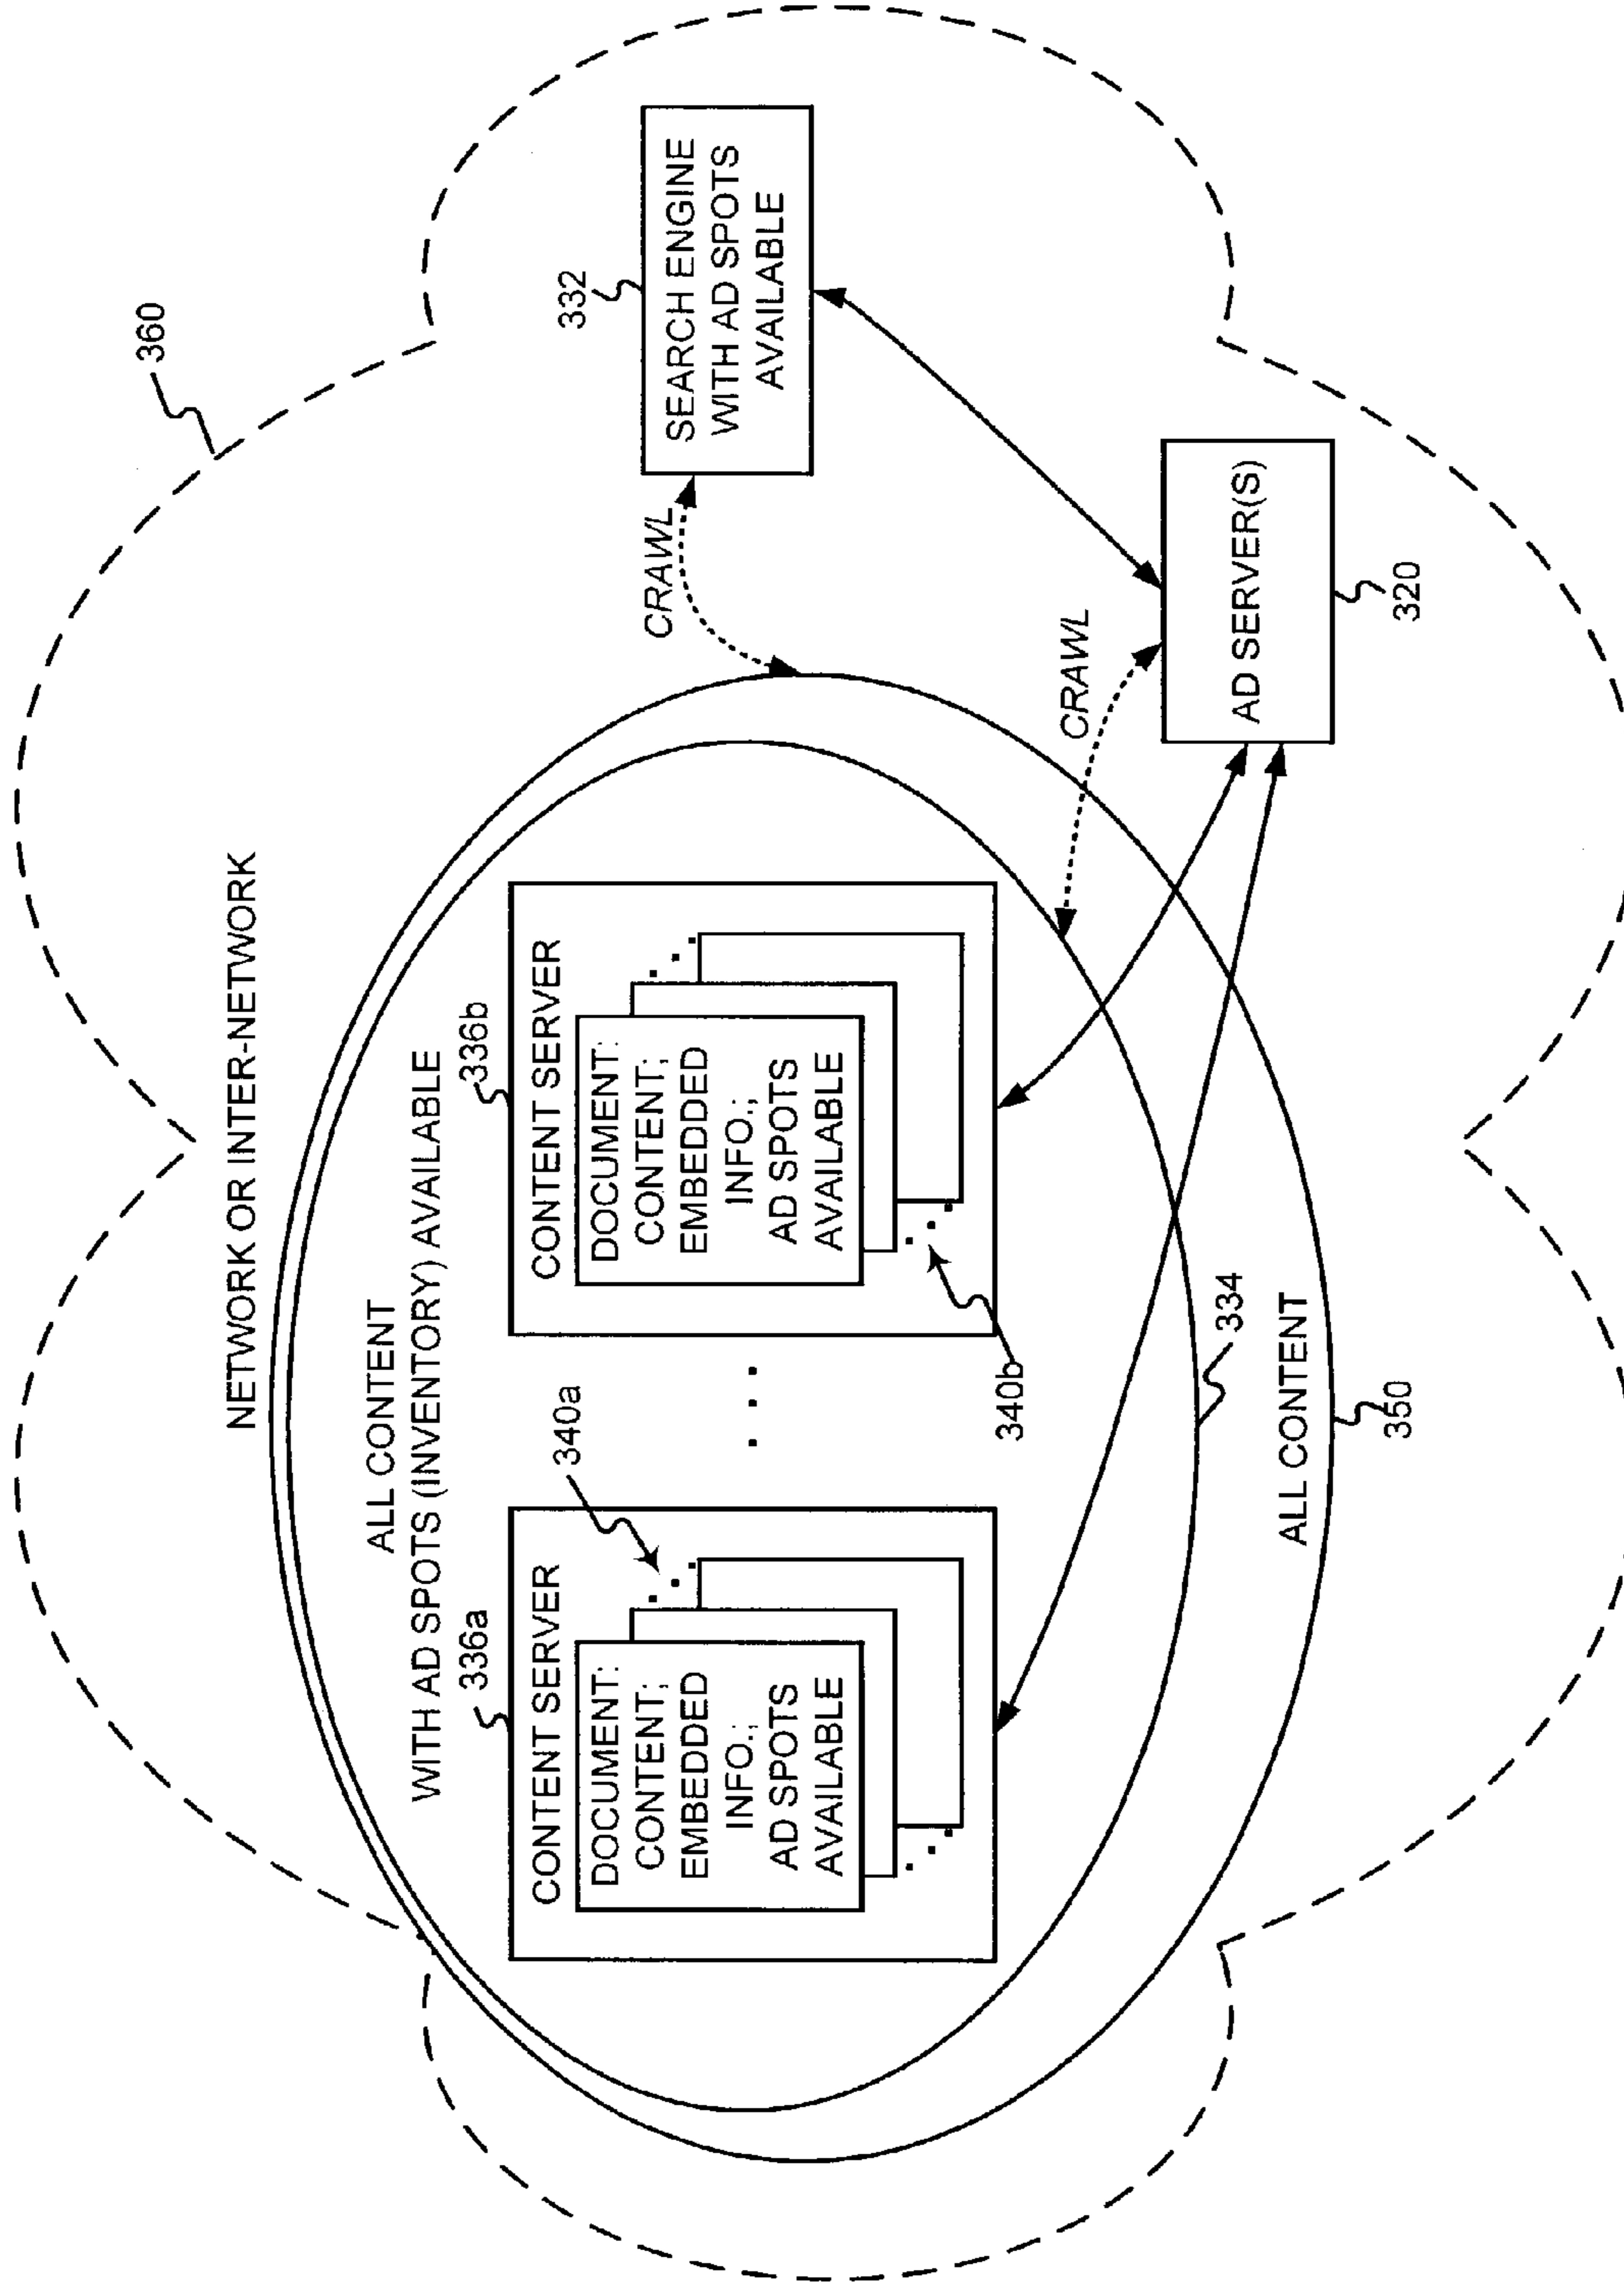 360
NETWORK OR INTER-NETWORK
ALL CONTENT
WITH AD SPOTS (INVENTORY) AVAILABLE
336a
CONTENT SERVER
DOCUMENT:
CONTENT;
EMBEDDED
INFO.;
AD SPOTS
AVAILABLE
340a
336b
CONTENT SERVER
DOCUMENT:
CONTENT;
EMBEDDED
INFO.;
AD SPOTS
AVAILABLE
340b
332
SEARCH ENGINE
WITH AD SPOTS
AVAILABLE
CRAWL
CRAWL
AD SERVER(S)
320
334
ALL CONTENT
350